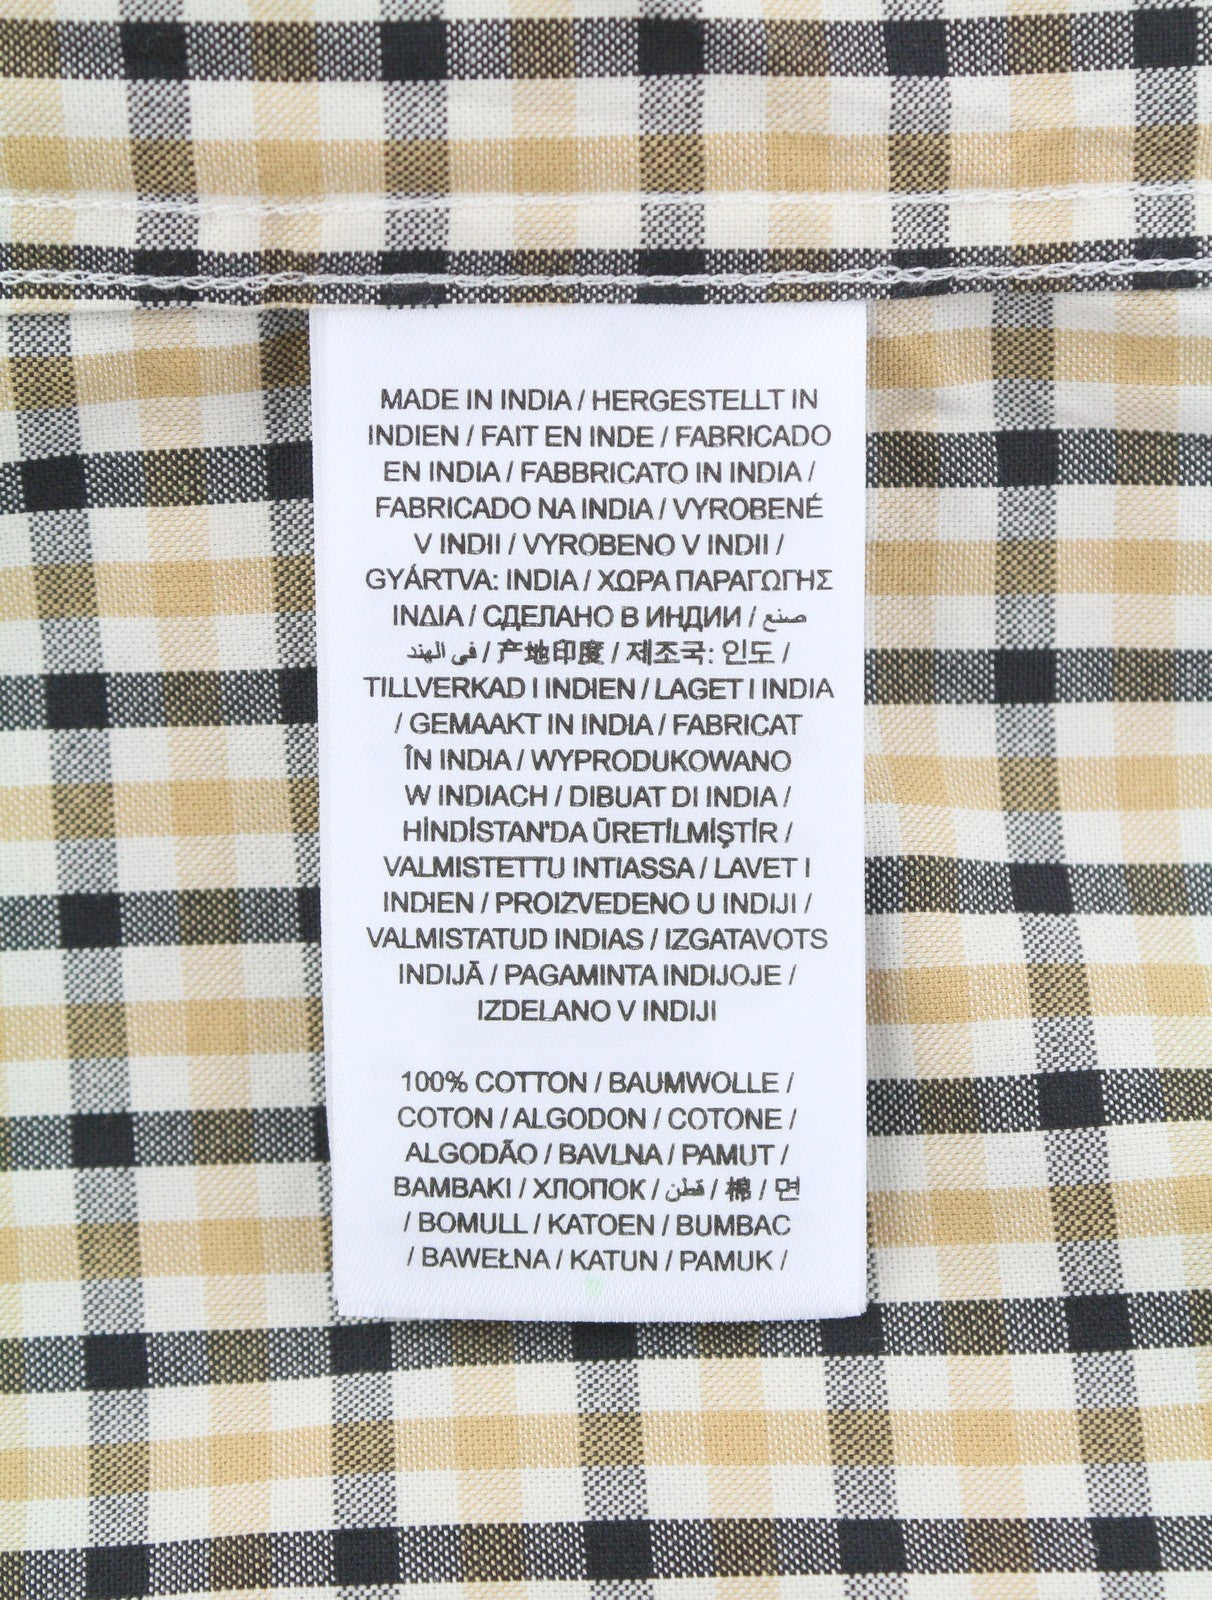 MADE IN INDIA / HERGESTELLT IN
INDIEN / FAIT EN INDE / FABRICADO
EN INDIA / FABBRICATO IN INDIA /
FABRICADO NA INDIA / VYROBENÉ
V INDII / VYROBENO V INDII /
GYÁRTVA: INDIA / ΧΩΡΑ ΠΑΡΑΓΩΓΗΣ
ΙΝΔΙΑ / СДЕЛАНО В ИНДИИ / صنع
في الهند / 产地印度 / 제조국: 인도 /
TILLVERKAD I INDIEN / LAGET I INDIA
/ GEMAAKT IN INDIA / FABRICAT
ÎN INDIA / WYPRODUKOWANO
W INDIACH / DIBUAT DI INDIA /
HİNDİSTAN'DA ÜRETİLMİŞTİR /
VALMISTETTU INTIASSA / LAVET I
INDIEN / PROIZVEDENO U INDIJI /
VALMISTATUD INDIAS / IZGATAVOTS
INDIJĀ / PAGAMINTA INDIJOJE /
IZDELANO V INDIJI
100% COTTON / BAUMWOLLE /
COTON / ALGODON / COTONE /
ALGODÃO / BAVLNA / PAMUT /
BAMBAKI / ХЛОПОК / قطن / 棉 / 면
/ BOMULL / KATOEN / BUMBAC
/ BAWEŁNA / KATUN / PAMUK /